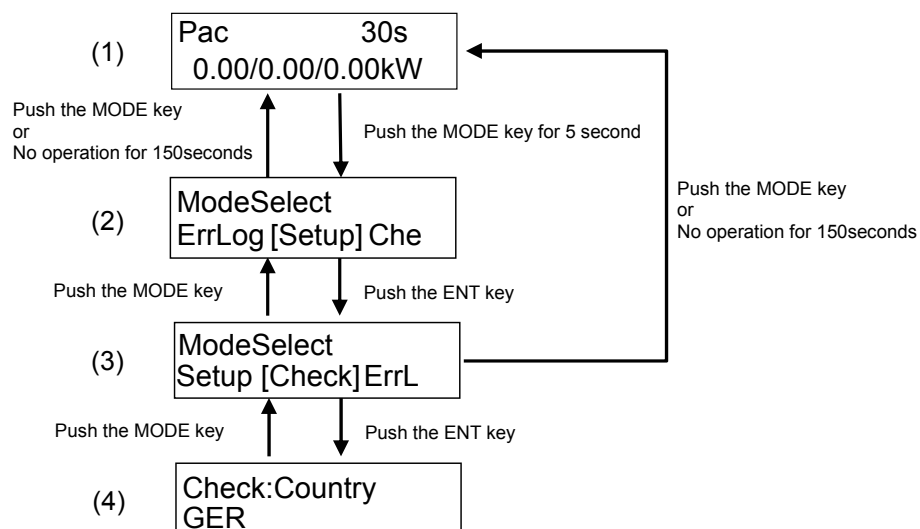 (1)
Pac 30s
0.00/0.00/0.00kW
Push the MODE key
or
No operation for 150seconds
Push the MODE key for 5 second
Push the MODE key
or
No operation for 150seconds
(2)
ModeSelect
ErrLog [Setup] Che
Push the MODE key
Push the ENT key
(3)
ModeSelect
Setup [Check] ErrL
Push the MODE key
Push the ENT key
(4)
Check:Country
GER